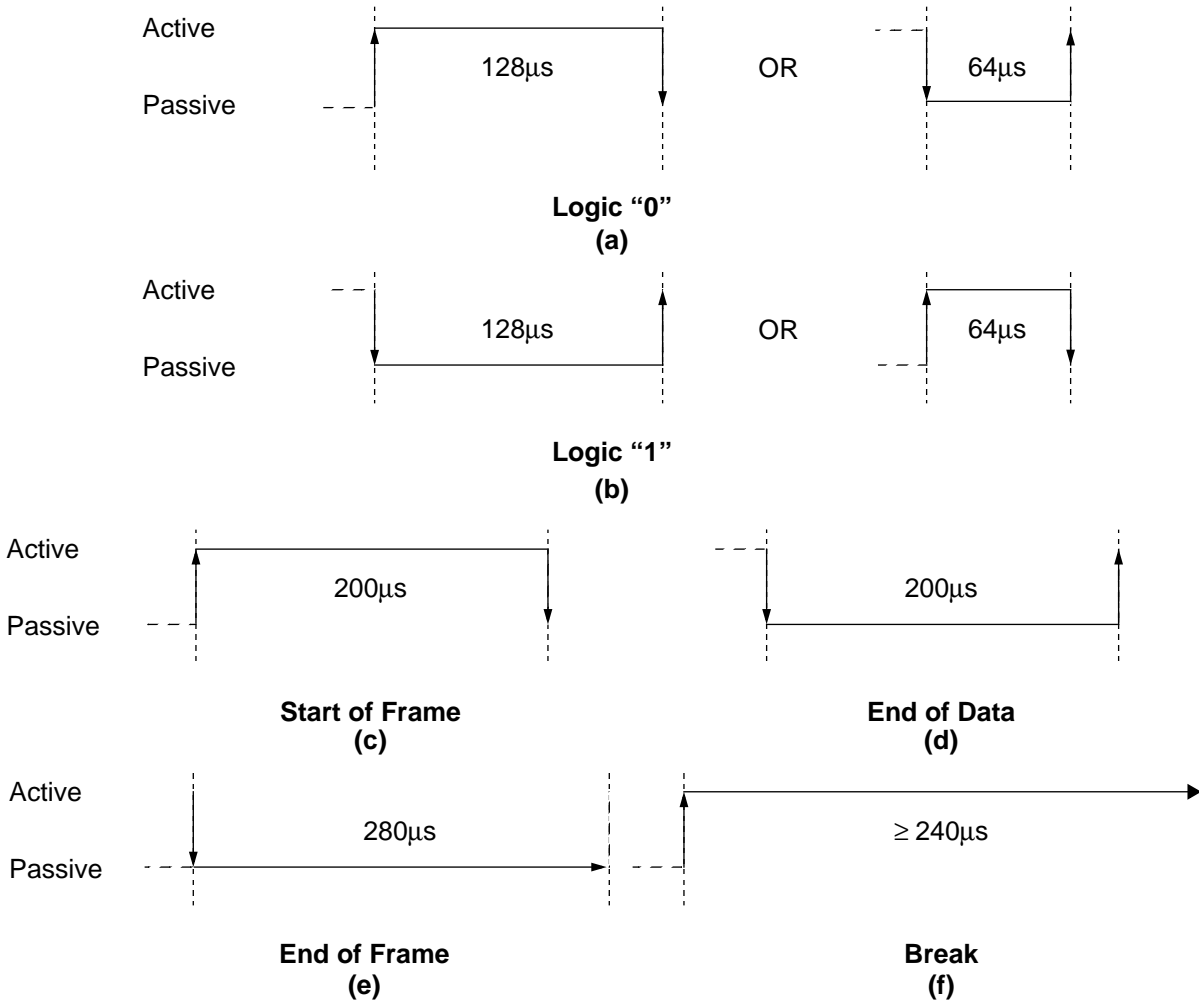 Active
128μs
OR
64μs
Passive
Logic “0”
(a)
Active
128μs
OR
64μs
Passive
Logic “1”
(b)
Active
200μs
200μs
Passive
Start of Frame
(c)
End of Data
(d)
Active
280μs
≥ 240μs
Passive
End of Frame
(e)
Break
(f)